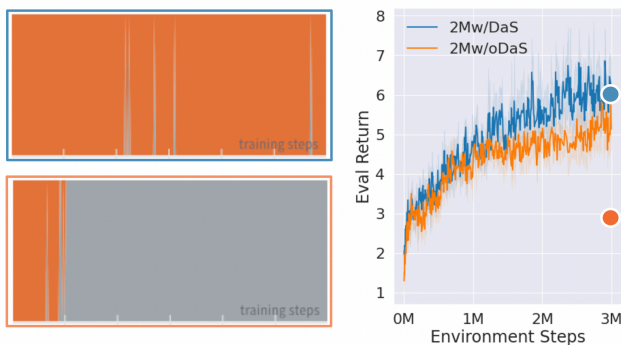 training steps
training steps
8
7
6
5
4
3
2
1
2Mw/DaS
2Mw/oDaS
Eval Return
0M 1M 2M 3M
Environment Steps